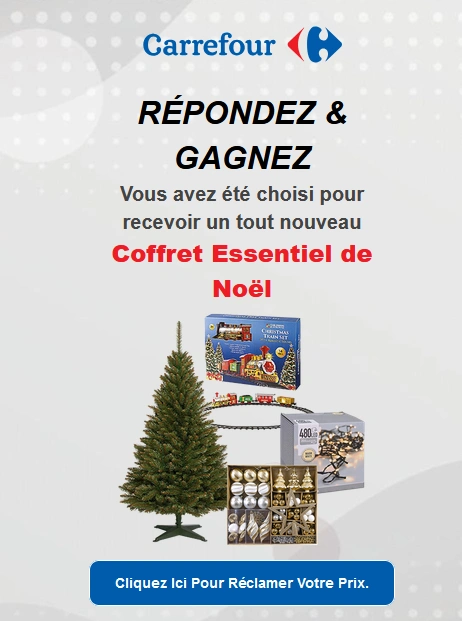 Carrefour
RÉPONDEZ &
GAGNEZ
Vous avez été choisi pour
recevoir un tout nouveau
Coffret Essentiel de
Noël
CHRISTMAS
TRAIN SET
480
Cliquez Ici Pour Réclamer Votre Prix.